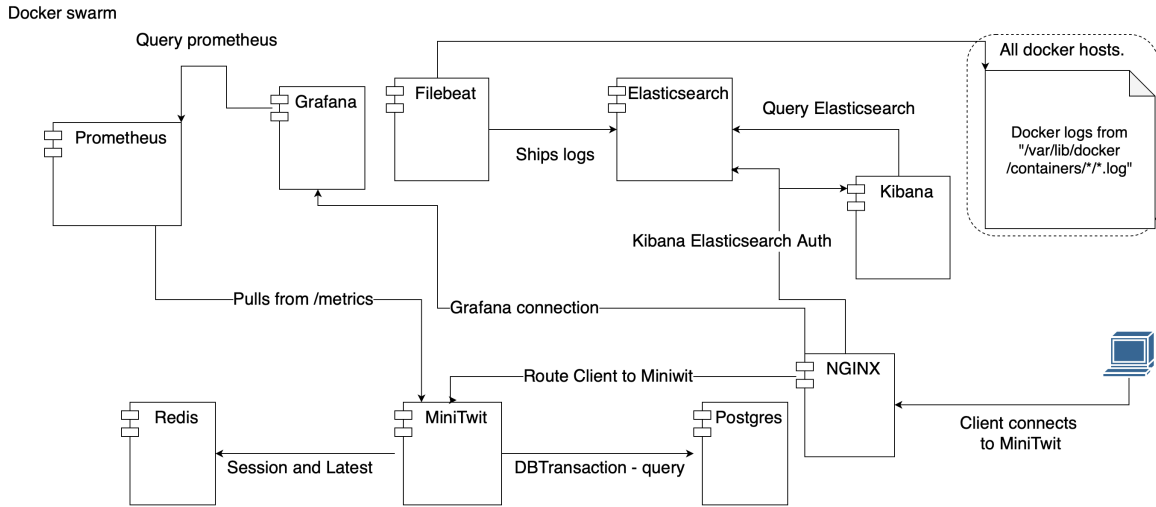 Docker swarm
Query prometheus
All docker hosts.
Grafana
Filebeat
Elasticsearch
Query Elasticsearch
Prometheus
Docker logs from
"/var/lib/docker
/containers/*/*.log"
Ships logs
Kibana
Kibana Elasticsearch Auth
Pulls from /metrics
Grafana connection
NGINX
Route Client to Miniwit
Redis
MiniTwit
Postgres
Client connects
to MiniTwit
Session and Latest
DBTransaction - query